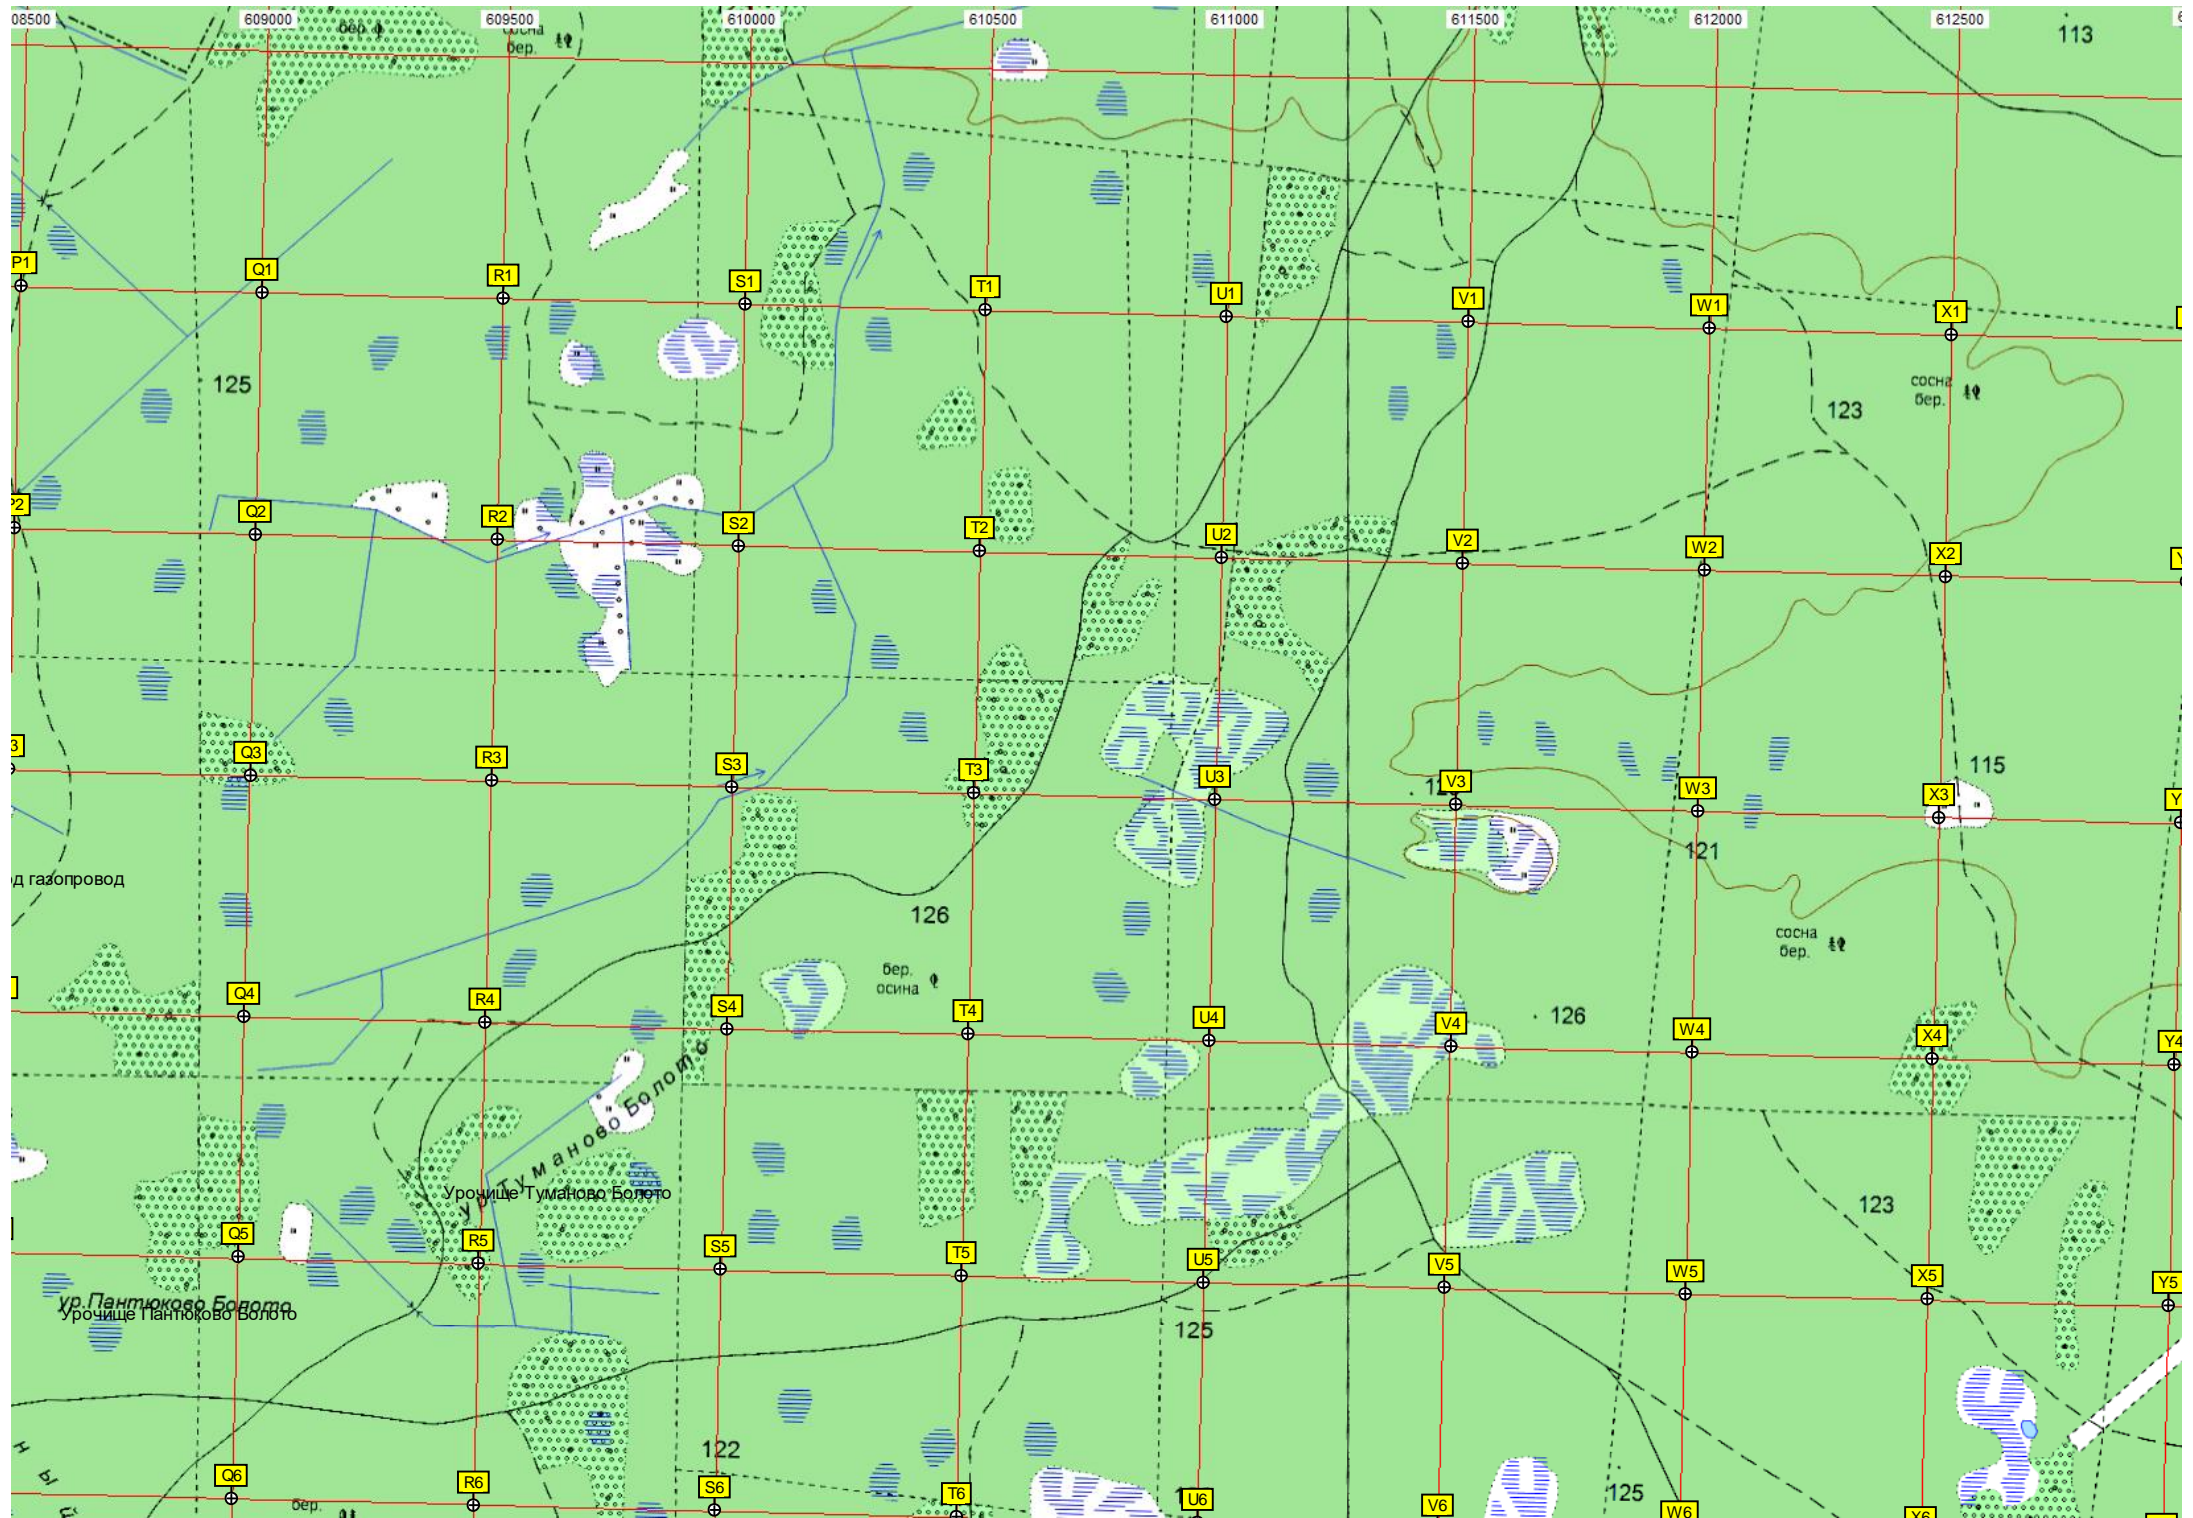 08500 609000 609500 610000 610500 611000 611500 612000 612500
бер.
сосна
бер.
113
P1 Q1 R1 S1 T1 U1 V1 W1 X1
125
сосна
бер.
123
P2 Q2 R2 S2 T2 U2 V2 W2 X2
3 Q3 R3 S3 T3 U3 V3 W3 X3
115
121
д газопровод
126
сосна
бер.
бер.
осина
Q4 R4 S4 T4 U4 V4 W4 X4 Y4
126
ур. Туманово Болото
Урочище Туманово Болото
123
Q5 R5 S5 T5 U5 V5 W5 X5 Y5
ур.Пантюково Болото
Урочище Пантюково Болото
125
122
н ы й
Q6 R6 S6 T6 U6 V6 W6 X6
бер.
125